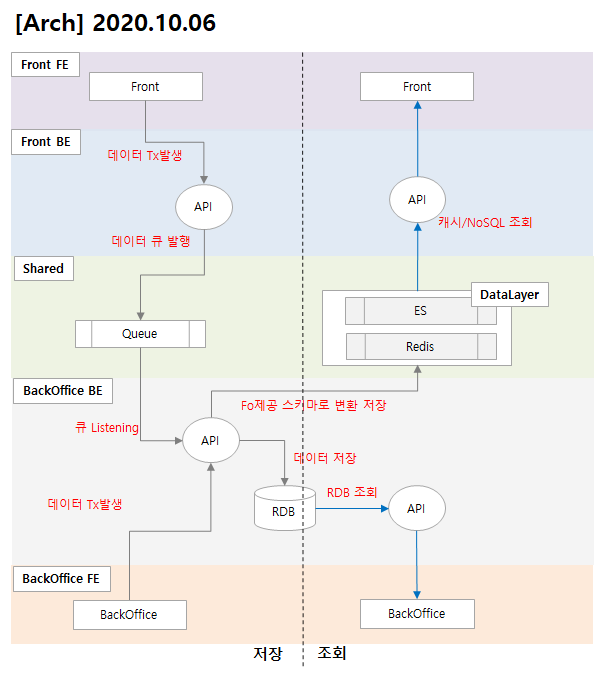 [Arch] 2020.10.06
Front FE
Front
Front
Front BE
데이터 Tx발생
API
API
캐시/NoSQL 조회
데이터 큐 발행
Shared
DataLayer
ES
Queue
Redis
BackOffice BE
Fo제공 스키마로 변환 저장
큐 Listening
API
데이터 저장
데이터 Tx발생
RDB 조회
RDB
API
BackOffice FE
BackOffice
BackOffice
저장
조회